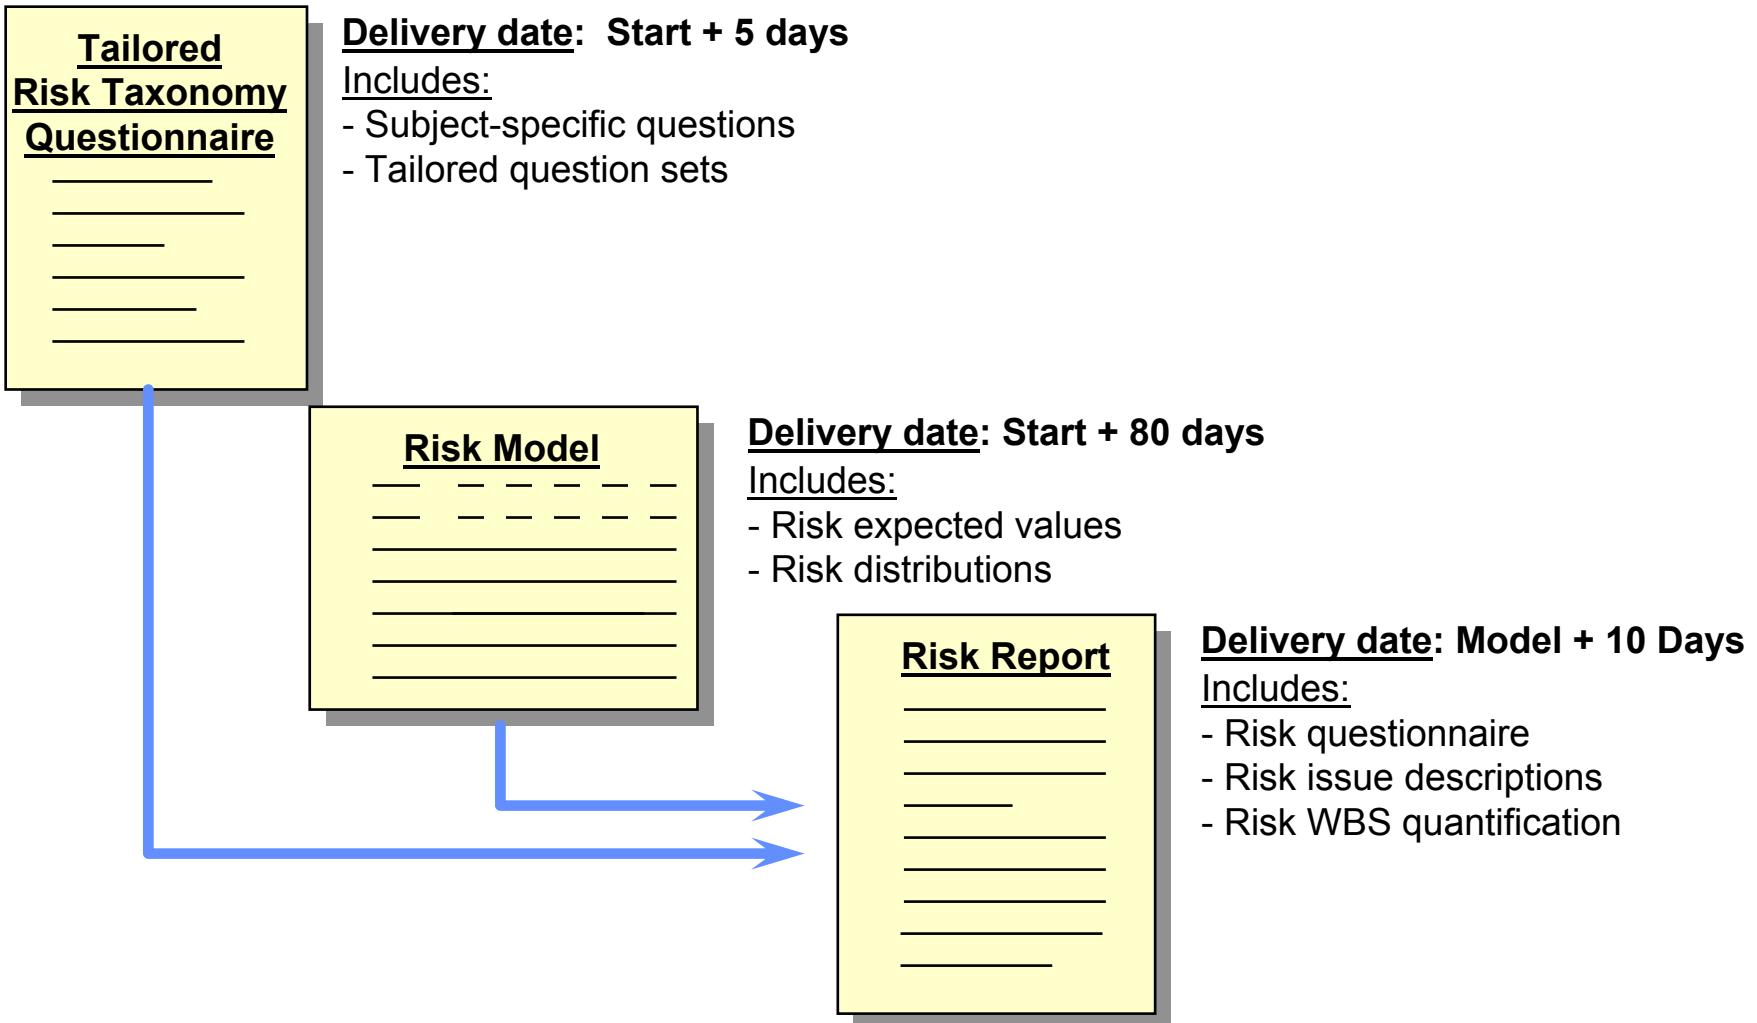 Tailored
Risk Taxonomy
Questionnaire
Delivery date:  Start + 5 days
Includes:
- Subject-specific questions
- Tailored question sets
Risk Model
Delivery date: Start + 80 days
Includes:
- Risk expected values
- Risk distributions
Risk Report
Delivery date: Model + 10 Days
Includes:
- Risk questionnaire
- Risk issue descriptions
- Risk WBS quantification